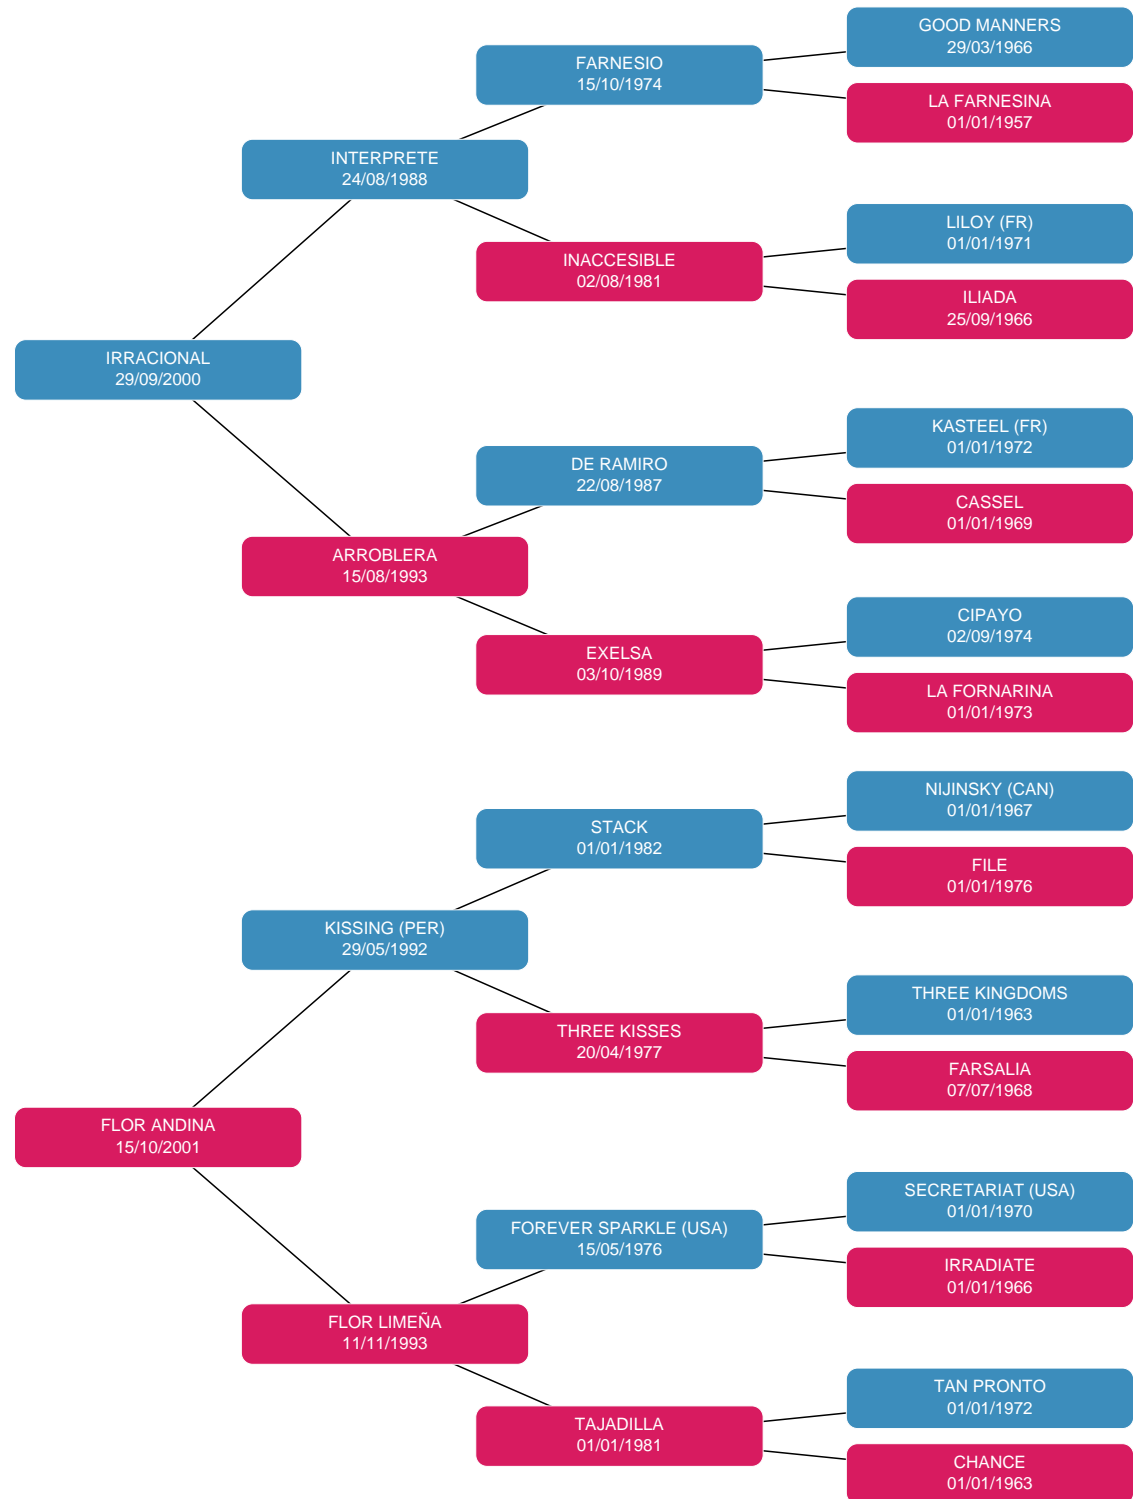 GOOD MANNERS
29/03/1966
FARNESIO
15/10/1974
LA FARNESINA
01/01/1957
INTERPRETE
24/08/1988
LILOY (FR)
01/01/1971
INACCESIBLE
02/08/1981
ILIADA
25/09/1966
IRRACIONAL
29/09/2000
KASTEEL (FR)
01/01/1972
DE RAMIRO
22/08/1987
CASSEL
01/01/1969
ARROBLERA
15/08/1993
CIPAYO
02/09/1974
EXELSA
03/10/1989
LA FORNARINA
01/01/1973
NIJINSKY (CAN)
01/01/1967
STACK
01/01/1982
FILE
01/01/1976
KISSING (PER)
29/05/1992
THREE KINGDOMS
01/01/1963
THREE KISSES
20/04/1977
FARSALIA
07/07/1968
FLOR ANDINA
15/10/2001
SECRETARIAT (USA)
01/01/1970
FOREVER SPARKLE (USA)
15/05/1976
IRRADIATE
01/01/1966
FLOR LIMEÑA
11/11/1993
TAN PRONTO
01/01/1972
TAJADILLA
01/01/1981
CHANCE
01/01/1963